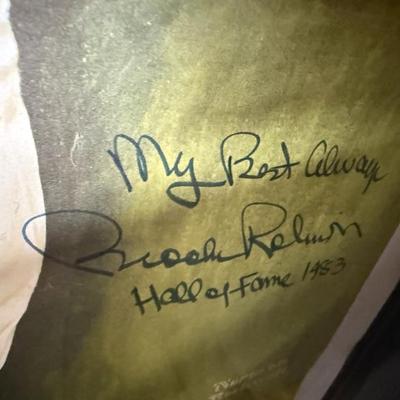 My Best Always
Brooks Robinson
Hall of Fame 1983